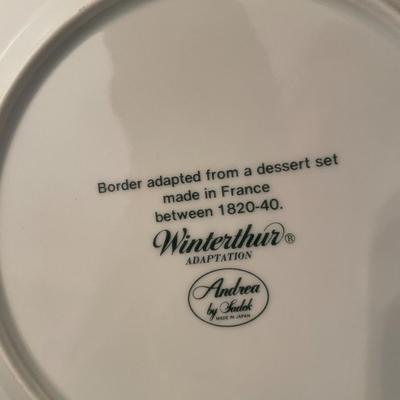 Border adapted from a dessert set
made in France
between 1820-40.
Winterthur®
ADAPTATION
Andrea
by Sadek
MADE IN JAPAN